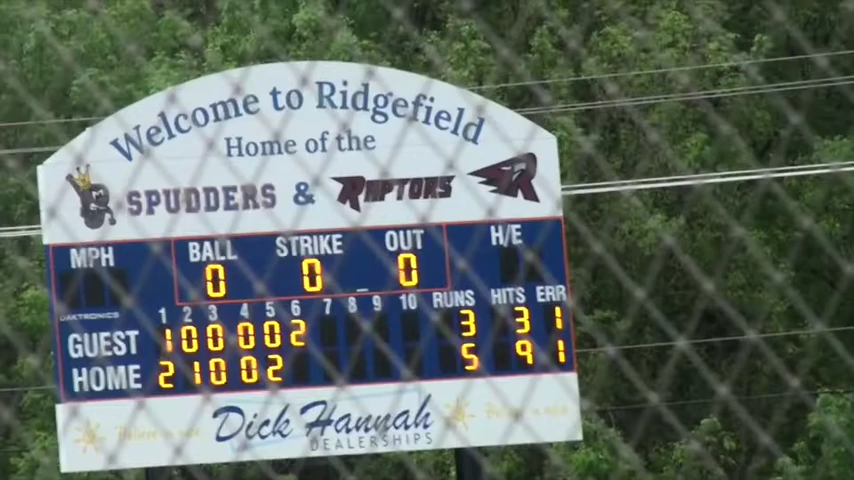 Welcome to Ridgefield
Home of the
SPUDDERS & RAPTORS R
MPH BALL STRIKE OUT H/E
0 0 0
DAKTRONICS 1 2 3 4 5 6 7 8 9 10 RUNS HITS ERR
GUEST 1 0 0 0 0 2 3 3 1
HOME 2 1 0 0 2 5 9 1
Dick Hannah
DEALERSHIPS